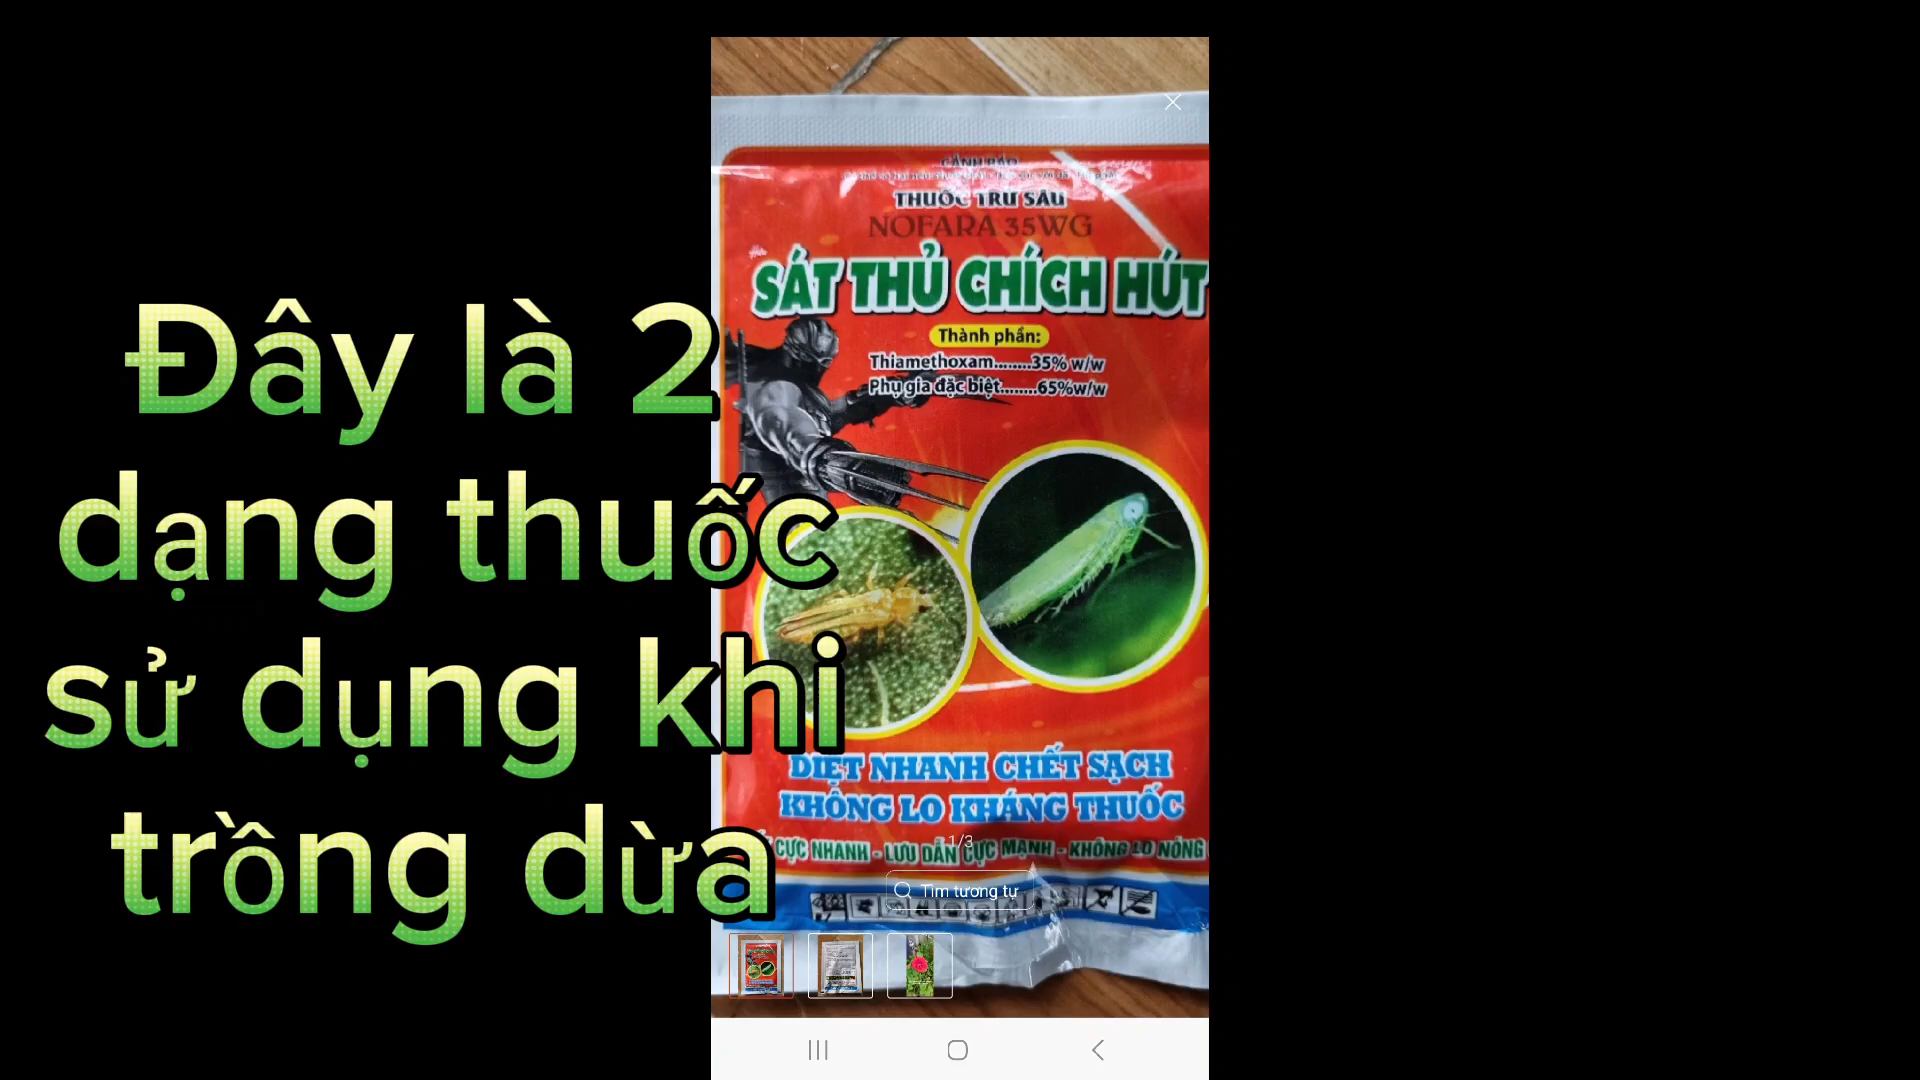 Đây là 2
dạng thuốc
sử dụng khi
trồng dừa
CẢNH BÁO
THUỐC TRỪ SÂU
NOFARA 35WG
SÁT THỦ CHÍCH HÚT
Thành phần:
Thiamethoxam........35% w/w
Phụ gia đặc biệt........65%w/w
DIỆT NHANH CHẾT SẠCH
KHÔNG LO KHÁNG THUỐC
1/3
CỰC NHANH - LƯU DẪN CỰC MẠNH - KHÔNG LO NÓNG
Tìm tương tự